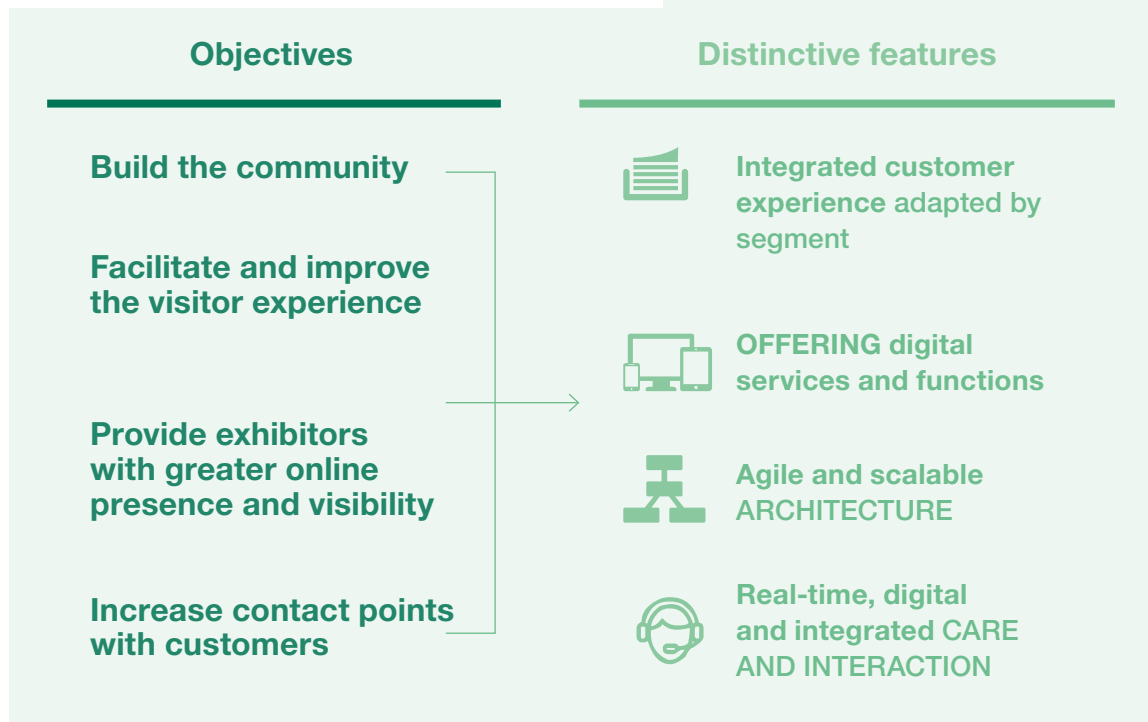 Objectives
Build the community
Facilitate and improve
the visitor experience
Provide exhibitors
with greater online
presence and visibility
Increase contact points
with customers
Distinctive features
Integrated customer
experience adapted by
segment
OFFERING digital
services and functions
Agile and scalable
ARCHITECTURE
Real-time, digital
and integrated CARE
AND INTERACTION